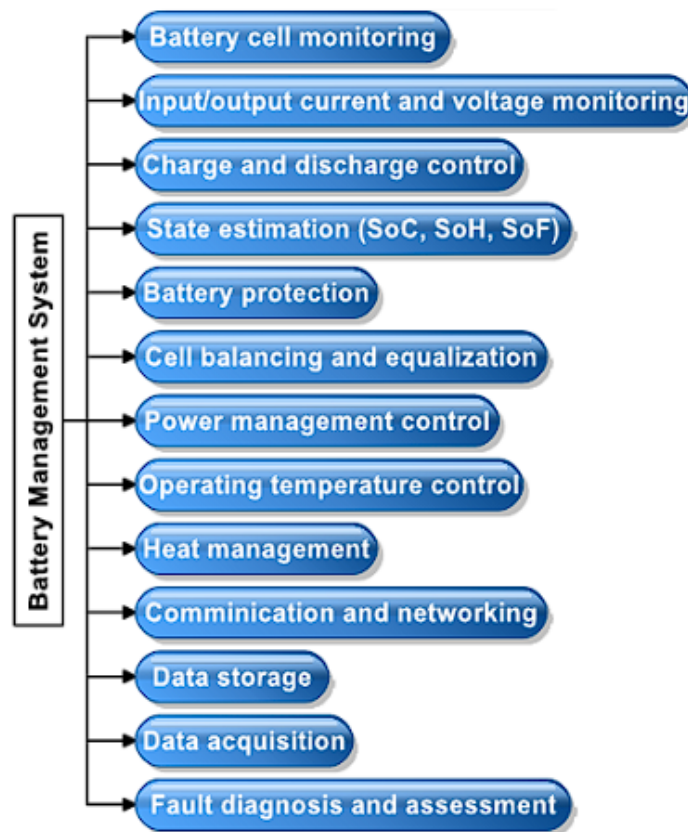 Battery Management System
Battery cell monitoring
Input/output current and voltage monitoring
Charge and discharge control
State estimation (SoC, SoH, SoF)
Battery protection
Cell balancing and equalization
Power management control
Operating temperature control
Heat management
Comminication and networking
Data storage
Data acquisition
Fault diagnosis and assessment